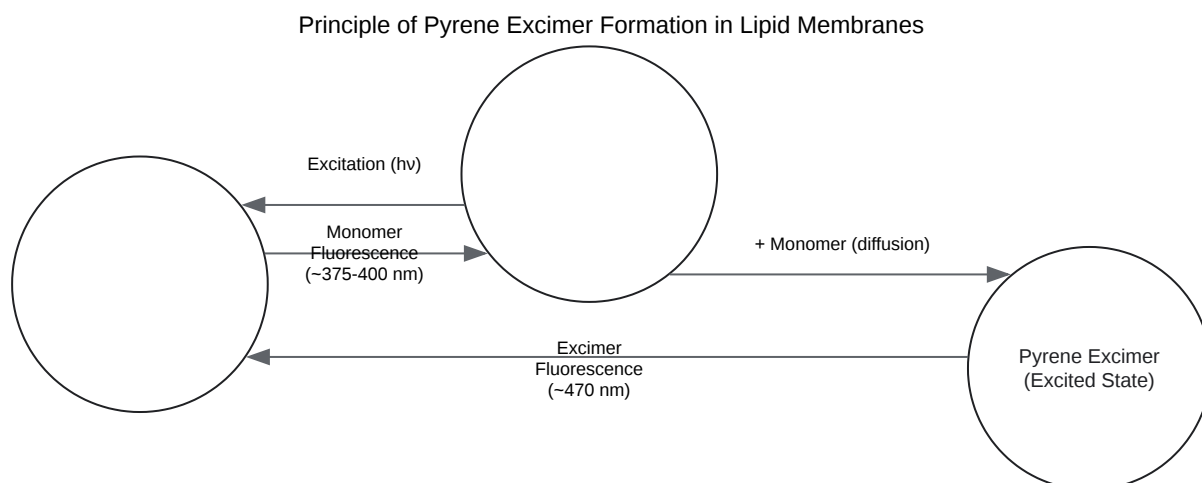 Principle of Pyrene Excimer Formation in Lipid Membranes
Excitation (hν)
Monomer
Fluorescence
(~375-400 nm)
+ Monomer (diffusion)
Excimer
Fluorescence
(~470 nm)
Pyrene Excimer
(Excited State)